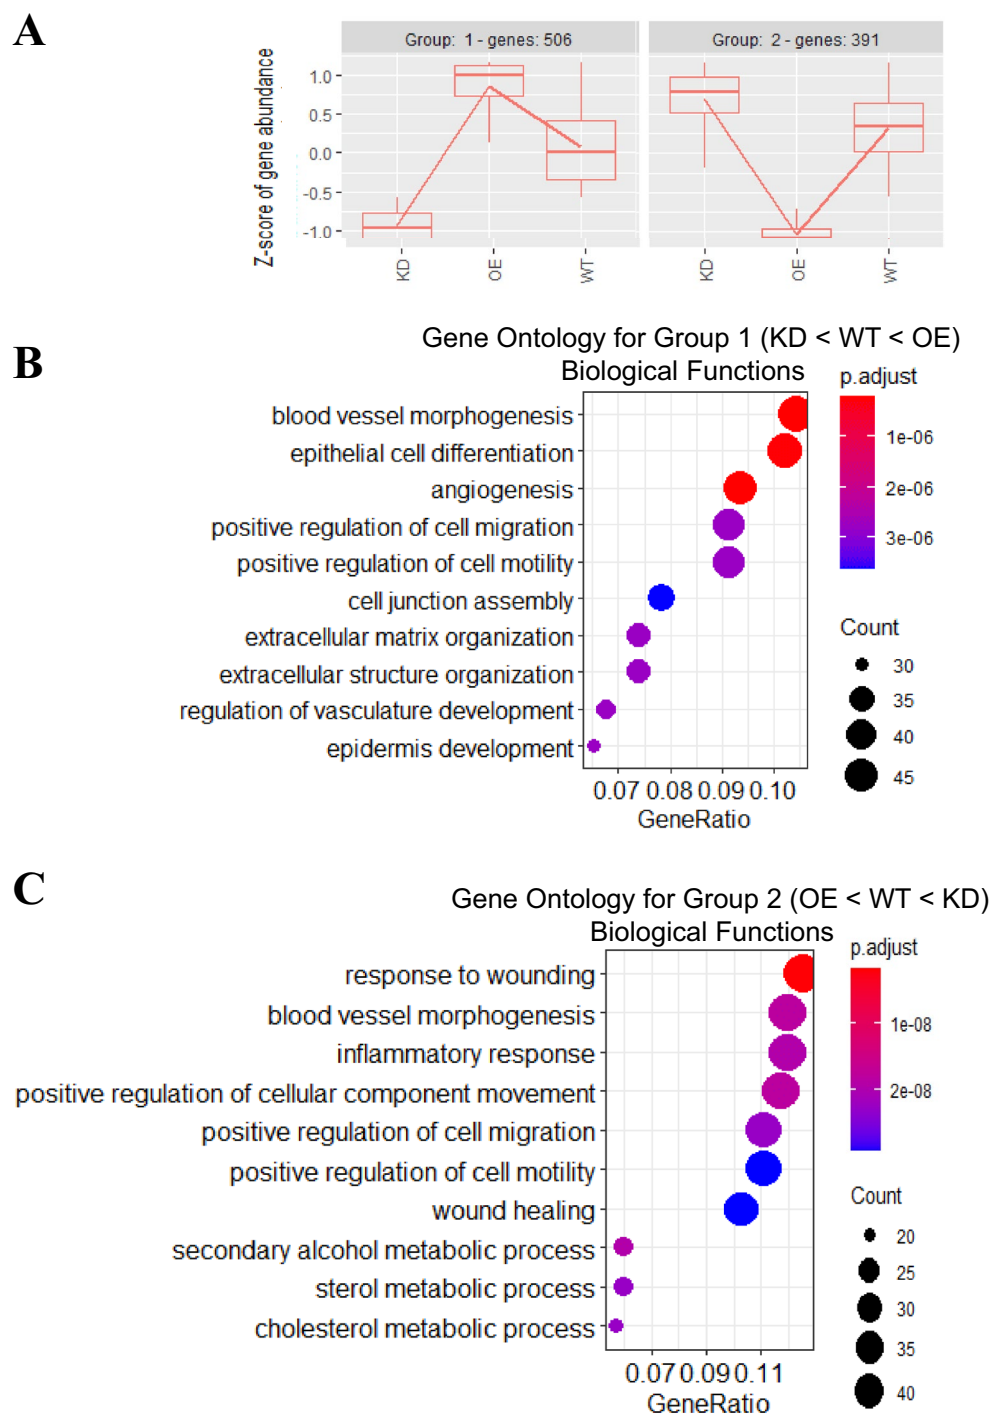 A
Group: 1 - genes: 506
Group: 2 - genes: 391
Z-score of gene abundance
1.0
0.5
0.0
-0.5
-1.0
KD
OE
WT
KD
OE
WT
B
Gene Ontology for Group 1 (KD < WT < OE)
Biological Functions
p.adjust
blood vessel morphogenesis
epithelial cell differentiation
angiogenesis
positive regulation of cell migration
positive regulation of cell motility
cell junction assembly
extracellular matrix organization
extracellular structure organization
regulation of vasculature development
epidermis development
1e-06
2e-06
3e-06
Count
30
35
40
45
0.07 0.08 0.09 0.10
GeneRatio
C
Gene Ontology for Group 2 (OE < WT < KD)
Biological Functions
p.adjust
response to wounding
blood vessel morphogenesis
inflammatory response
positive regulation of cellular component movement
positive regulation of cell migration
positive regulation of cell motility
wound healing
secondary alcohol metabolic process
sterol metabolic process
cholesterol metabolic process
1e-08
2e-08
Count
20
25
30
35
40
0.07 0.09 0.11
GeneRatio